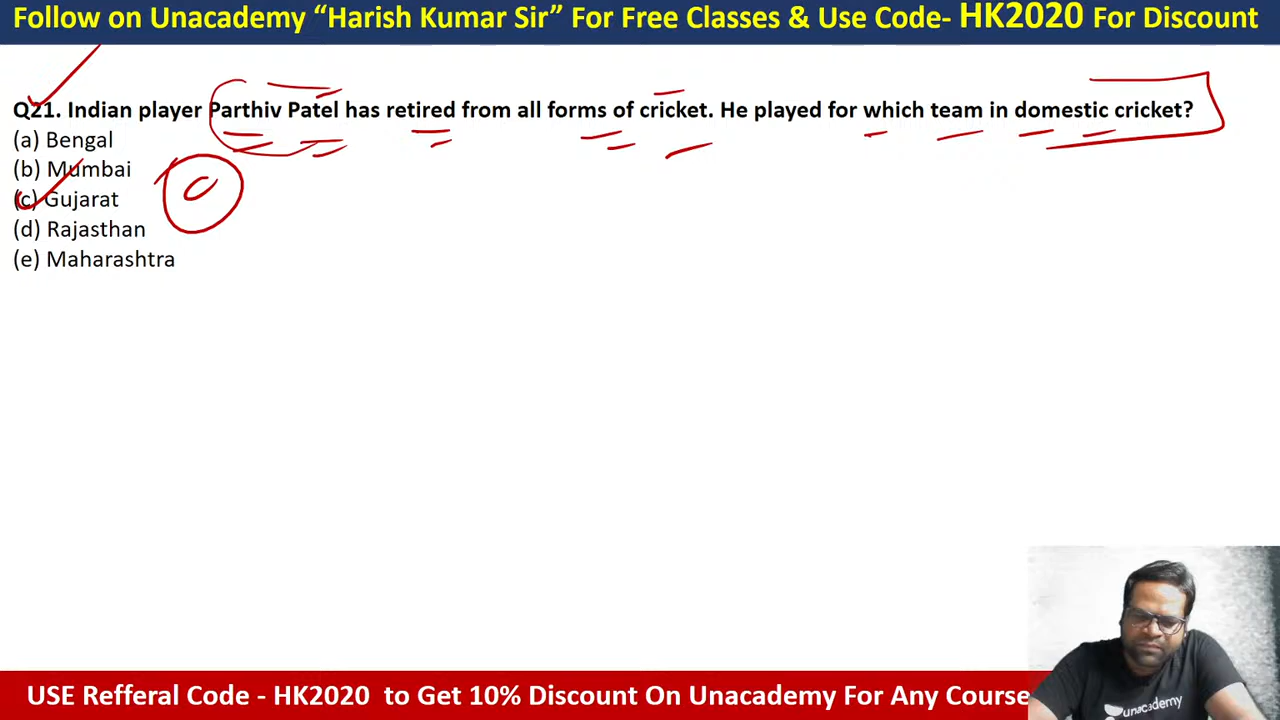 Follow on Unacademy “Harish Kumar Sir” For Free Classes & Use Code- HK2020 For Discount
Q21. Indian player Parthiv Patel has retired from all forms of cricket. He played for which team in domestic cricket?
(a) Bengal
(b) Mumbai
(c) Gujarat
(d) Rajasthan
(e) Maharashtra
C
unacademy
USE Refferal Code - HK2020 to Get 10% Discount On Unacademy For Any Course